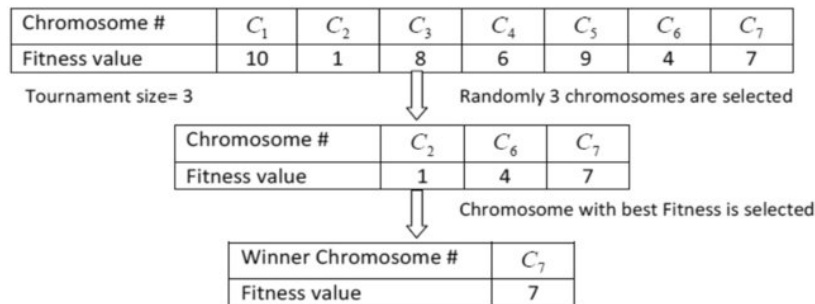 Chromosome # C₁ C₂ C₃ C₄ C₅ C₆ C₇
Fitness value 10 1 8 6 9 4 7
Tournament size= 3 Randomly 3 chromosomes are selected
Chromosome # C₂ C₆ C₇
Fitness value 1 4 7
Chromosome with best Fitness is selected
Winner Chromosome # C₇
Fitness value 7